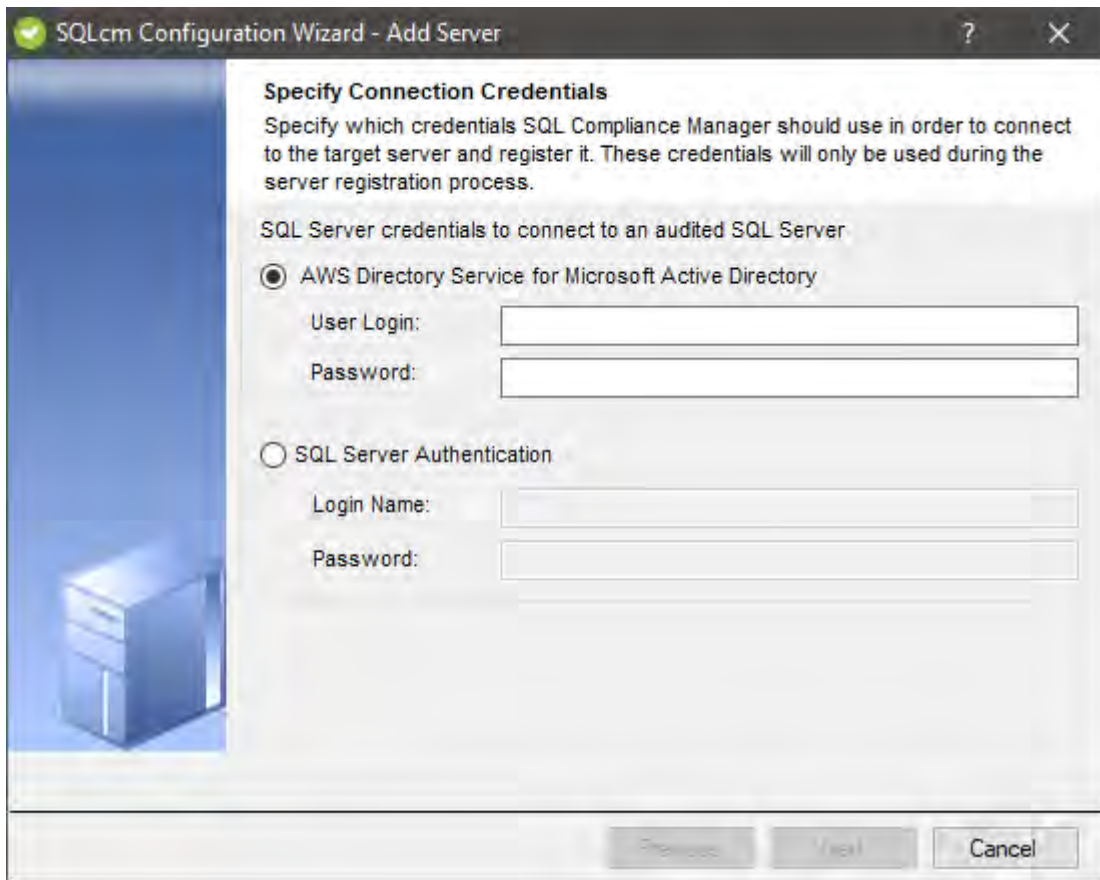 SQLcm Configuration Wizard - Add Server ? ×
Specify Connection Credentials
Specify which credentials SQL Compliance Manager should use in order to connect
to the target server and register it. These credentials will only be used during the
server registration process.
SQL Server credentials to connect to an audited SQL Server
AWS Directory Service for Microsoft Active Directory
User Login:
Password:
SQL Server Authentication
Login Name:
Password:
Cancel